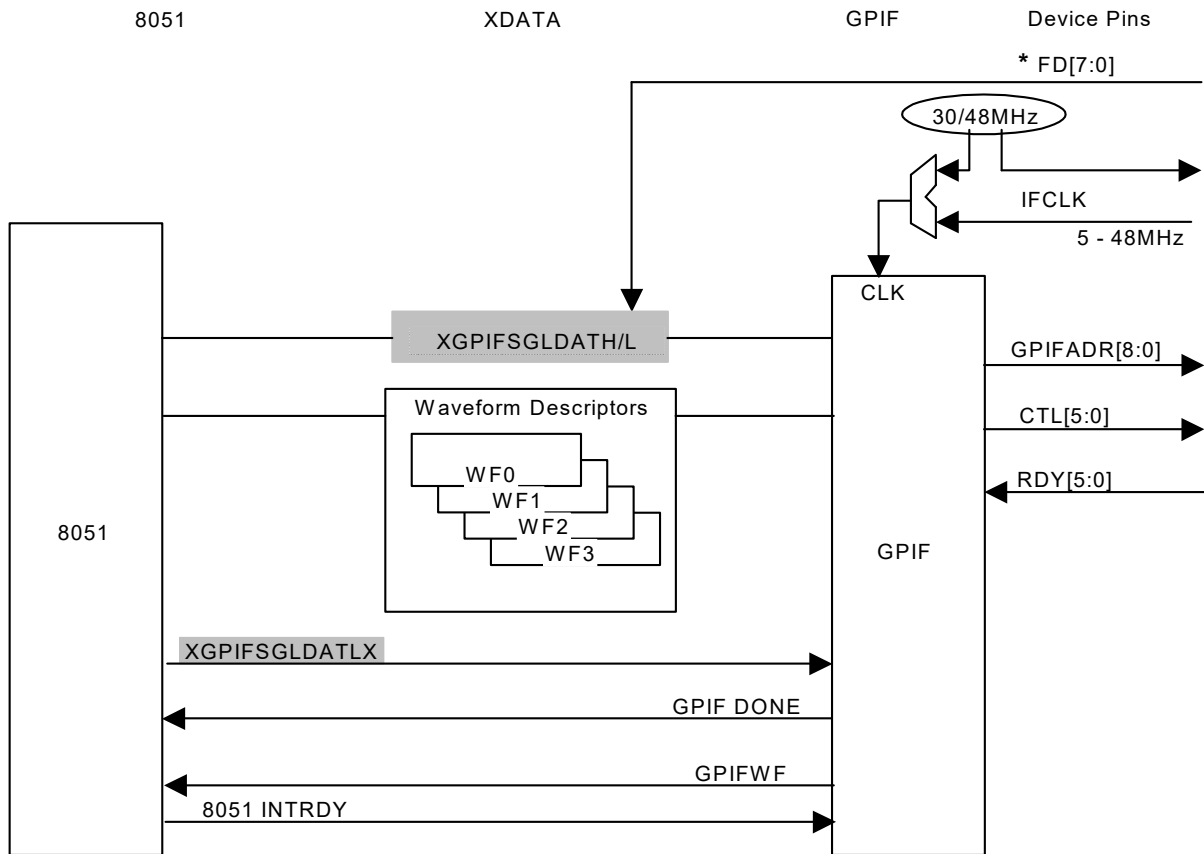 8051 XDATA GPIF Device Pins
* FD[7:0]
30/48MHz
IFCLK
5 - 48MHz
CLK
XGPIFSGLDATH/L
GPIFADR[8:0]
Waveform Descriptors
CTL[5:0]
WF0
RDY[5:0]
WF1
WF2
8051
WF3
GPIF
XGPIFSGLDATLX
GPIF DONE
GPIFWF
8051 INTRDY